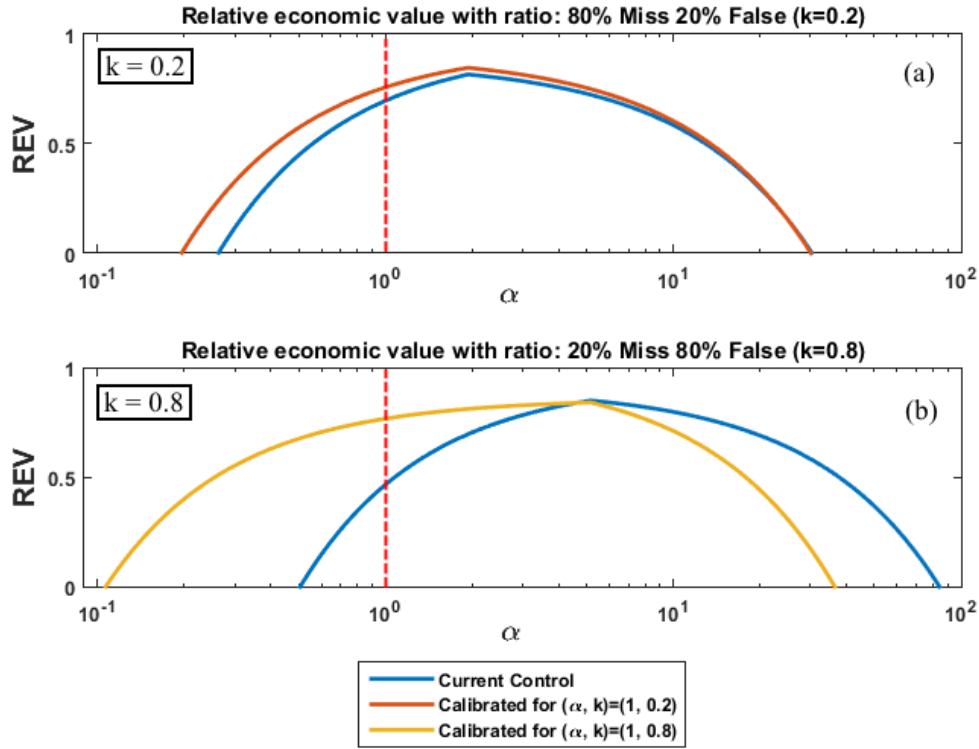 Relative economic value with ratio: 80% Miss 20% False (k=0.2)
1
k = 0.2
(a)
REV
0.5
0
10^-1
10^0
10^1
10^2
α
Relative economic value with ratio: 20% Miss 80% False (k=0.8)
1
k = 0.8
(b)
REV
0.5
0
10^-1
10^0
10^1
10^2
α
Current Control
Calibrated for (α, k)=(1, 0.2)
Calibrated for (α, k)=(1, 0.8)